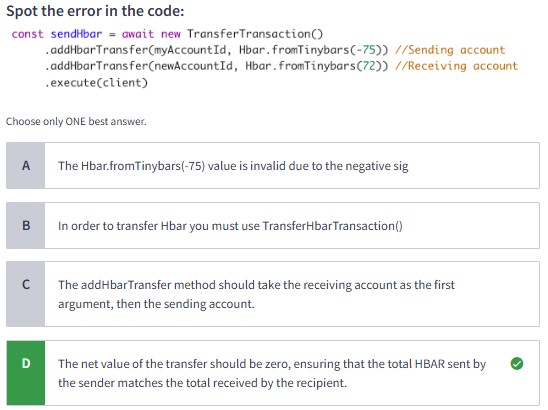 Spot the error in the code:
const sendHbar = await new TransferTransaction()
.addHbarTransfer(myAccountId, Hbar.fromTinybars(-75)) //Sending account
.addHbarTransfer(newAccountId, Hbar.fromTinybars(72)) //Receiving account
.execute(client)
Choose only ONE best answer.
A
The Hbar.fromTinybars(-75) value is invalid due to the negative sig
B
In order to transfer Hbar you must use TransferHbarTransaction()
C
The addHbarTransfer method should take the receiving account as the first
argument, then the sending account.
D
The net value of the transfer should be zero, ensuring that the total HBAR sent by
the sender matches the total received by the recipient.